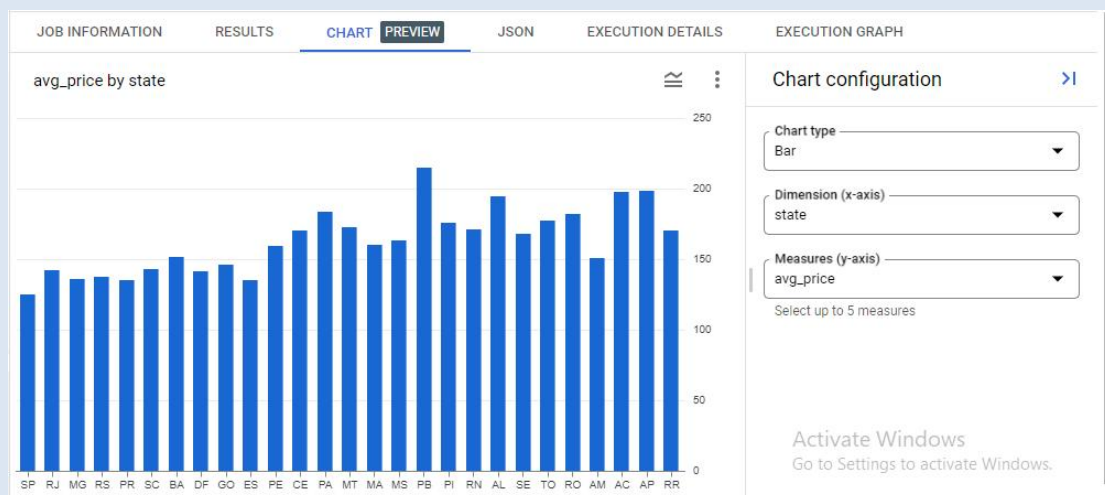 JOB INFORMATION RESULTS CHART PREVIEW JSON EXECUTION DETAILS EXECUTION GRAPH
avg_price by state
250
200
150
100
50
0
SP RJ MG RS PR SC BA DF GO ES PE CE PA MT MA MS PB PI RN AL SE TO RO AM AC AP RR
Chart configuration
Chart type
Bar
Dimension (x-axis)
state
Measures (y-axis)
avg_price
Select up to 5 measures
Activate Windows
Go to Settings to activate Windows.